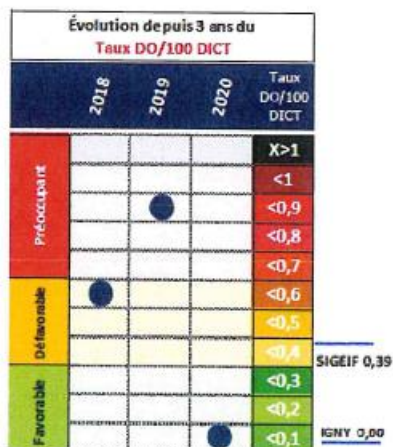 Évolution depuis 3 ans du
Taux DO/100 DICT
2018
2019
2020
Taux
DO/100
DICT
Préoccupant
X>1
<1
<0,9
<0,8
<0,7
Défavorable
<0,6
<0,5
<0,4
SIGEIF 0,39
Favorable
<0,3
<0,2
<0,1
IGNY 0,00